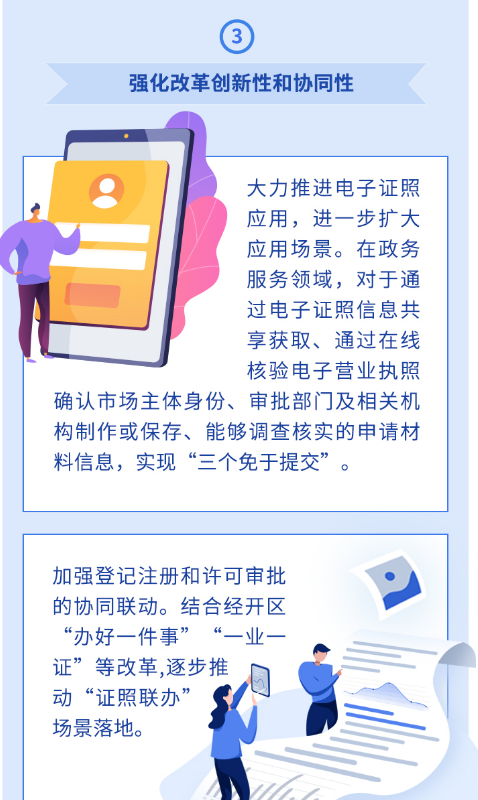 3
强化改革创新性和协同性
大力推进电子证照
应用，进一步扩大
应用场景。在政务
服务领域，对于通
过电子证照信息共
享获取、通过在线
核验电子营业执照
确认市场主体身份、审批部门及相关机
构制作或保存、能够调查核实的申请材
料信息，实现“三个免于提交”。
加强登记注册和许可审批
的协同联动。结合经开区
“办好一件事”“一业一
证”等改革,逐步推
动“证照联办”
场景落地。